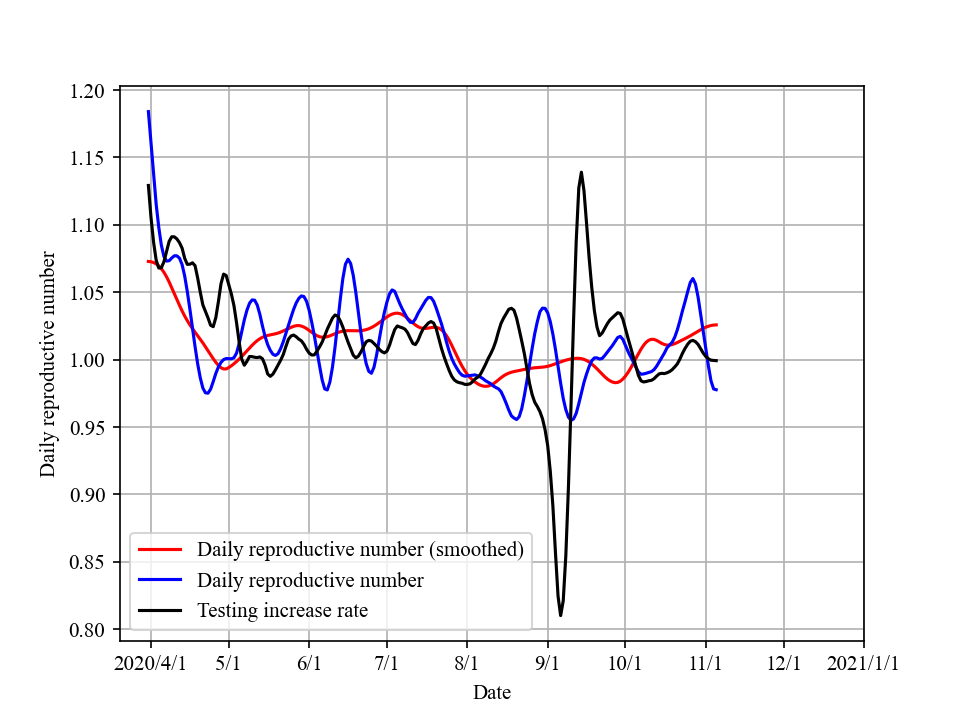 1.20
1.15
1.10
1.05
1.00
0.95
0.90
0.85
0.80
Daily reproductive number
Daily reproductive number (smoothed)
Daily reproductive number
Testing increase rate
2020/4/1 5/1 6/1 7/1 8/1 9/1 10/1 11/1 12/1 2021/1/1
Date